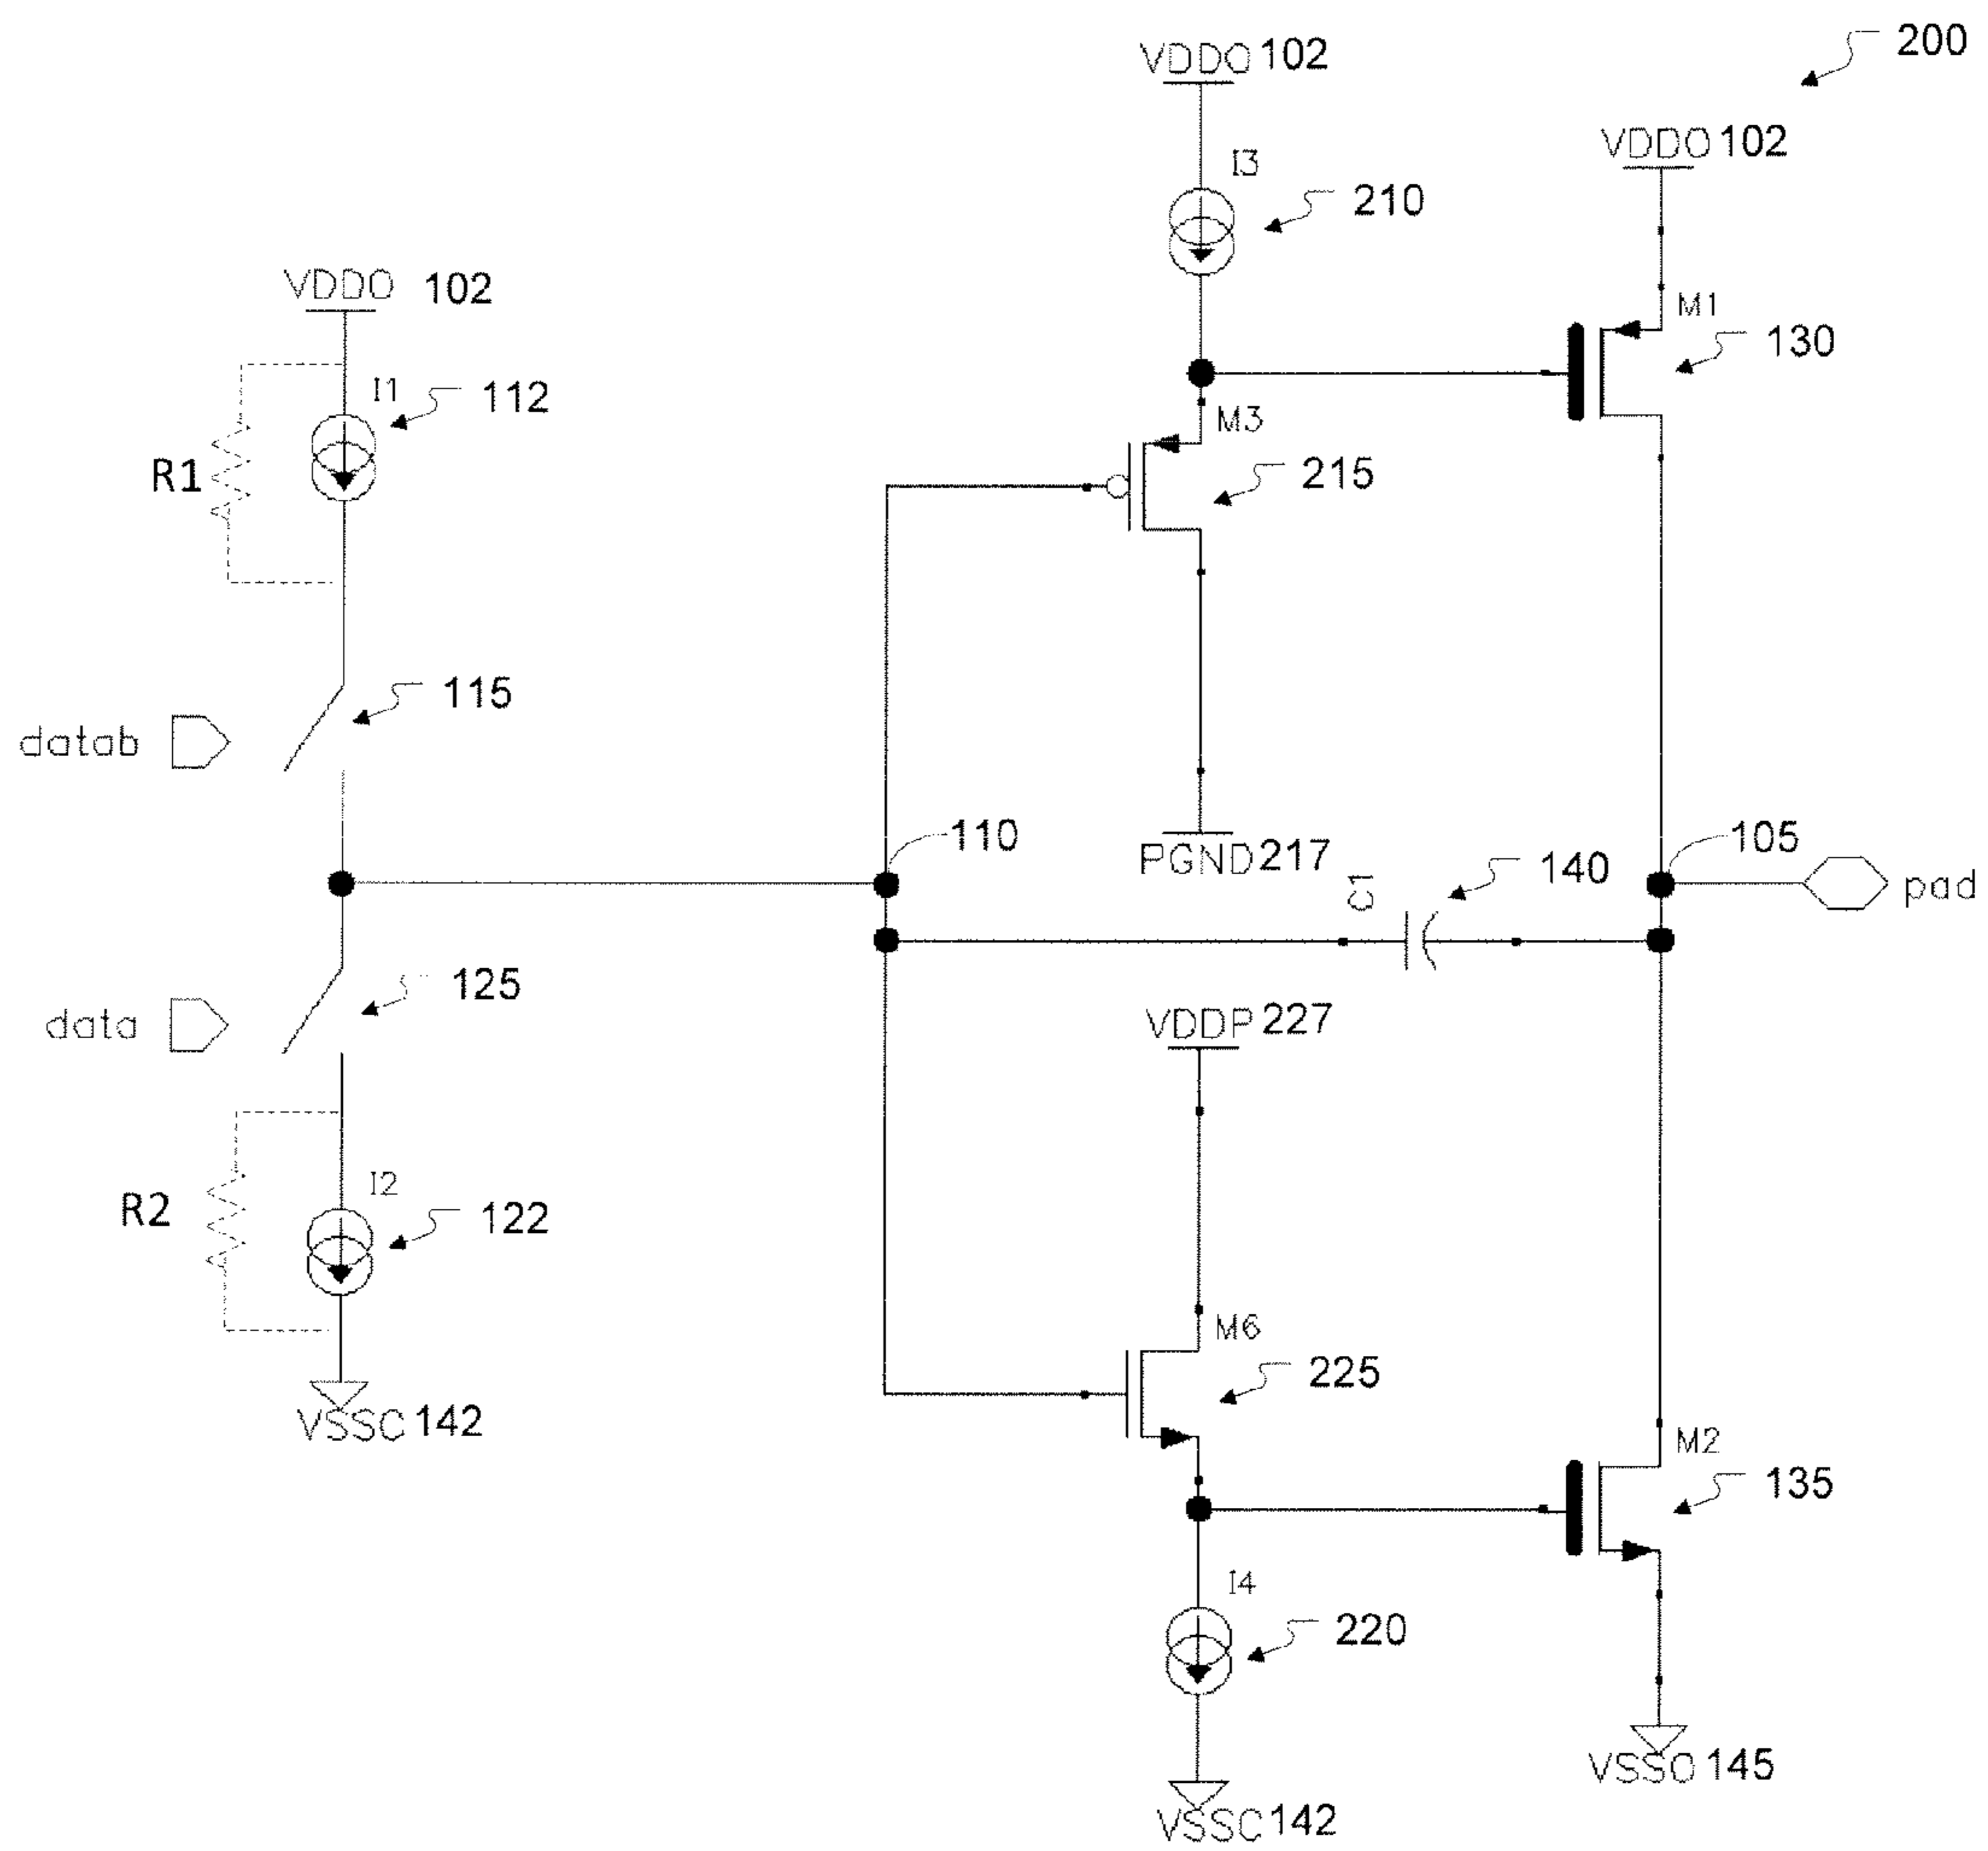 200
VDDO 102
VDDO 102
I3
210
M1
130
VDDO 102
I1
112
R1
M3
215
datab
115
110
PGND 217
C1
140
105
pad
data
125
VDDP 227
R2
I2
122
VSSC 142
M6
225
M2
135
I4
220
VSSO 145
VSSC 142